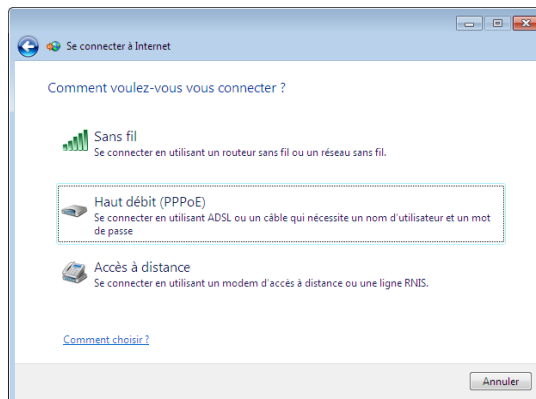 Se connecter à Internet
Comment voulez-vous vous connecter ?
Sans fil
Se connecter en utilisant un routeur sans fil ou un réseau sans fil.
Haut débit (PPPoE)
Se connecter en utilisant ADSL ou un câble qui nécessite un nom d'utilisateur et un mot
de passe
Accès à distance
Se connecter en utilisant un modem d'accès à distance ou une ligne RNIS.
Comment choisir ?
Annuler